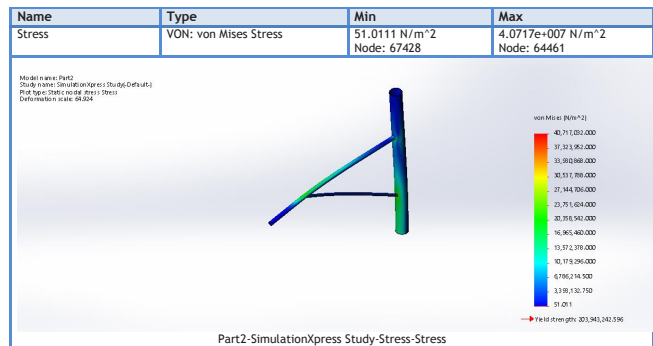 Name Type Min Max
Stress VON: von Mises Stress 51.0111 N/m^2 4.0717e+007 N/m^2
Node: 67428 Node: 64461
Model name: Part2
Study name: SimulationXpress Study(-Default-)
Plot type: Static nodal stress Stress
Deformation scale: 64.924
von Mises (N/m^2)
40,717,032.000
37,323,952.000
33,930,868.000
30,537,788.000
27,144,706.000
23,751,624.000
20,358,542.000
16,965,460.000
13,572,378.000
10,179,296.000
6,786,214.500
3,393,132.750
51.011
Yield strength: 203,943,242.596
Part2-SimulationXpress Study-Stress-Stress